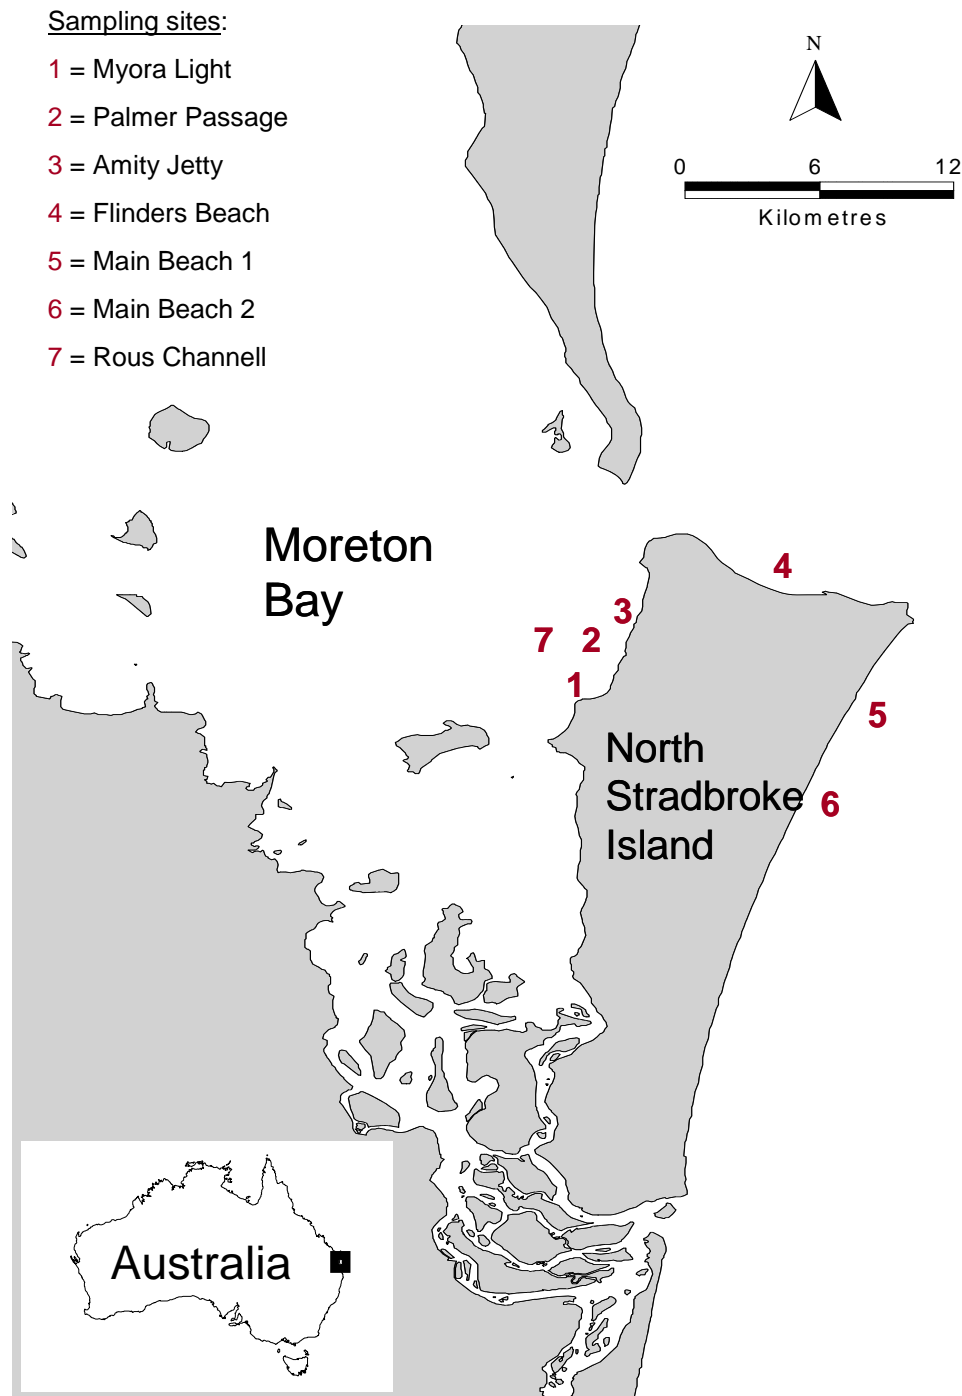 Sampling sites:
1 = Myora Light
2 = Palmer Passage
3 = Amity Jetty
4 = Flinders Beach
5 = Main Beach 1
6 = Main Beach 2
7 = Rous Channell
N
0 6 12
Kilometres
Moreton
Bay
4
3
7 2
1
5
North
Stradbroke
Island
6
Australia